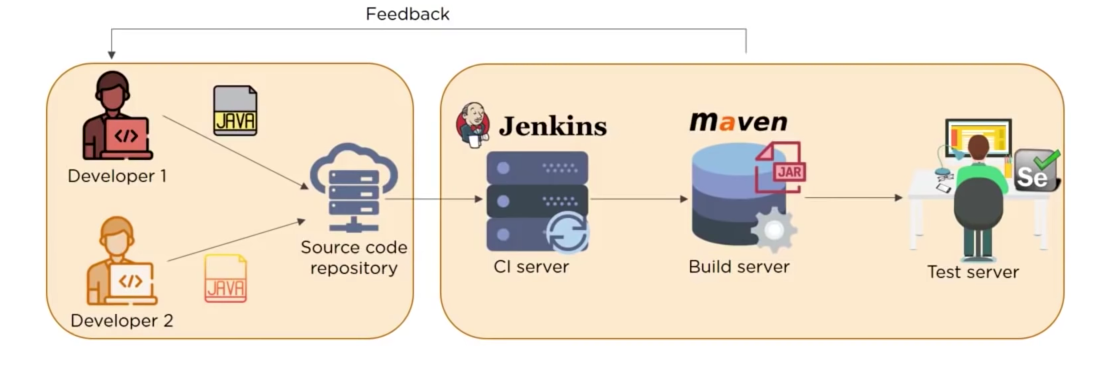 Feedback
JAVA
Developer 1
JAVA
Developer 2
Source code
repository
Jenkins
CI server
maven
JAR
Build server
Se
Test server